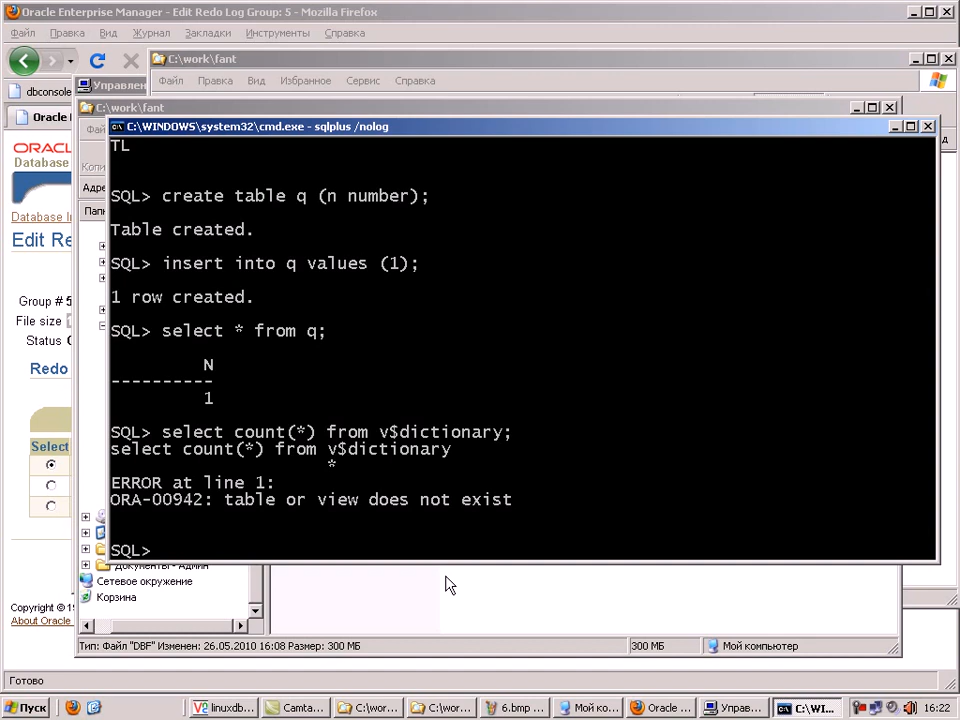 Oracle Enterprise Manager - Edit Redo Log Group: 5 - Mozilla Firefox
Файл Правка Вид Журнал Закладки Инструменты Справка
C:\work\fant
Файл Правка Вид Избранное Сервис Справка
dbconsole
Управлен
C:\work\fant
Oracle
C:\WINDOWS\system32\cmd.exe - sqlplus /nolog
ORAC
Database
Копи
Адре
Пап
Database In
Edit Re
Group # 5
File size
Status C
Redo
Select
TL
SQL> create table q (n number);
Table created.
SQL> insert into q values (1);
1 row created.
SQL> select * from q;
N
----------
1
SQL> select count(*) from v$dictionary;
select count(*) from v$dictionary
*
ERROR at line 1:
ORA-00942: table or view does not exist
SQL>
Документы - Админ
Сетевое окружение
Корзина
Copyright © 1
About Oracle
Тип: Файл "DBF" Изменен: 26.05.2010 16:08 Размер: 300 МБ
300 МБ
Мой компьютер
Готово
Пуск
linuxdb...
Camta...
C:\wor...
C:\wor...
6.bmp ...
Мой ко...
Oracle ...
Управ...
C:\WI...
16:22